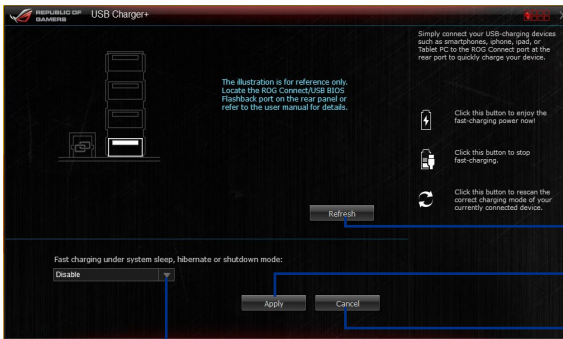 REPUBLIC OF
GAMERS
USB Charger+
Simply connect your USB-charging devices
such as smartphones, iphone, ipad, or
Tablet PC to the ROG Connect port at the
rear port to quickly charge your device.
The illustration is for reference only.
Locate the ROG Connect/USB BIOS
Flashback port on the rear panel or
refer to the user manual for details.
Click this button to enjoy the
fast-charging power now!
Click this button to stop
fast-charging.
Click this button to rescan the
correct charging mode of your
currently connected device.
Refresh
Fast charging under system sleep, hibernate or shutdown mode:
Disable
Apply
Cancel